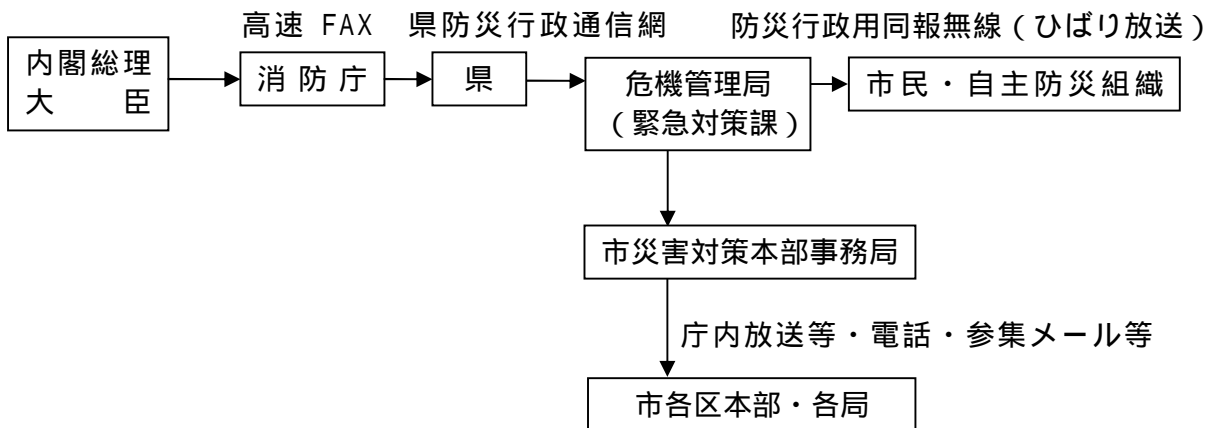 高速 FAX 県防災行政通信網 防災行政用同報無線（ひばり放送）
内閣総理
大臣
消防庁
県
危機管理局
（緊急対策課）
市民・自主防災組織
市災害対策本部事務局
庁内放送等・電話・参集メール等
市各区本部・各局